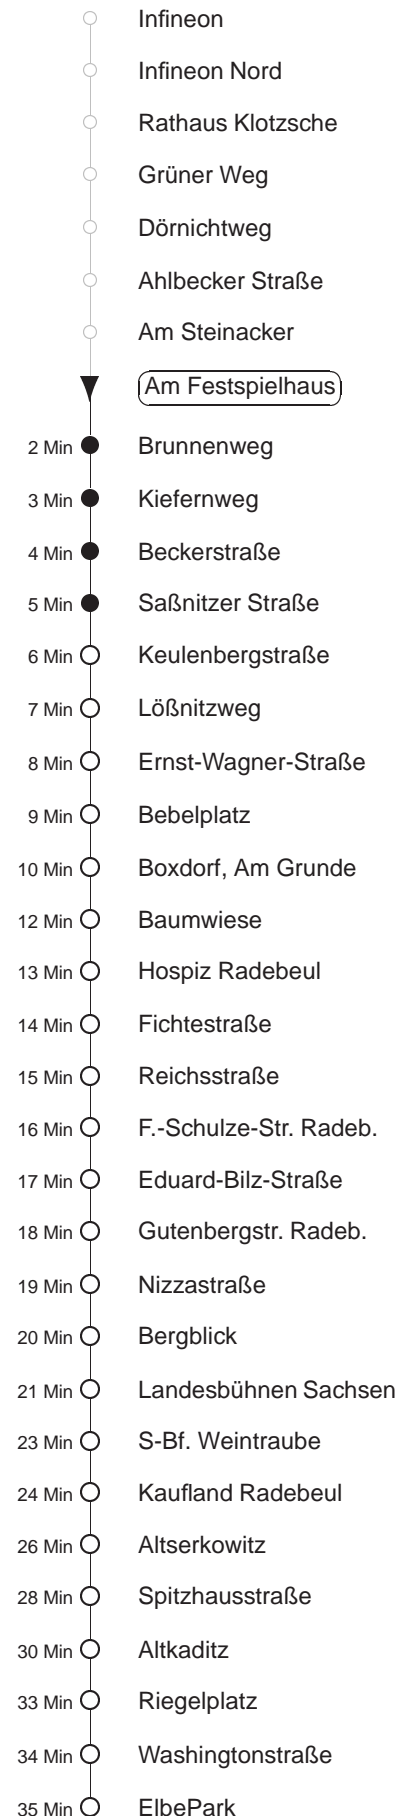 Infineon
Infineon Nord
Rathaus Klotzsche
Grüner Weg
Dörnichtweg
Ahlbecker Straße
Am Steinacker
Am Festspielhaus
2 Min Brunnenweg
3 Min Kiefernweg
4 Min Beckerstraße
5 Min Saßnitzer Straße
6 Min Keulenbergstraße
7 Min Lößnitzweg
8 Min Ernst-Wagner-Straße
9 Min Bebelplatz
10 Min Boxdorf, Am Grunde
12 Min Baumwiese
13 Min Hospiz Radebeul
14 Min Fichtestraße
15 Min Reichsstraße
16 Min F.-Schulze-Str. Radeb.
17 Min Eduard-Bilz-Straße
18 Min Gutenbergstr. Radeb.
19 Min Nizzastraße
20 Min Bergblick
21 Min Landesbühnen Sachsen
23 Min S-Bf. Weintraube
24 Min Kaufland Radebeul
26 Min Altserkowitz
28 Min Spitzhausstraße
30 Min Altkaditz
33 Min Riegelplatz
34 Min Washingtonstraße
35 Min ElbePark